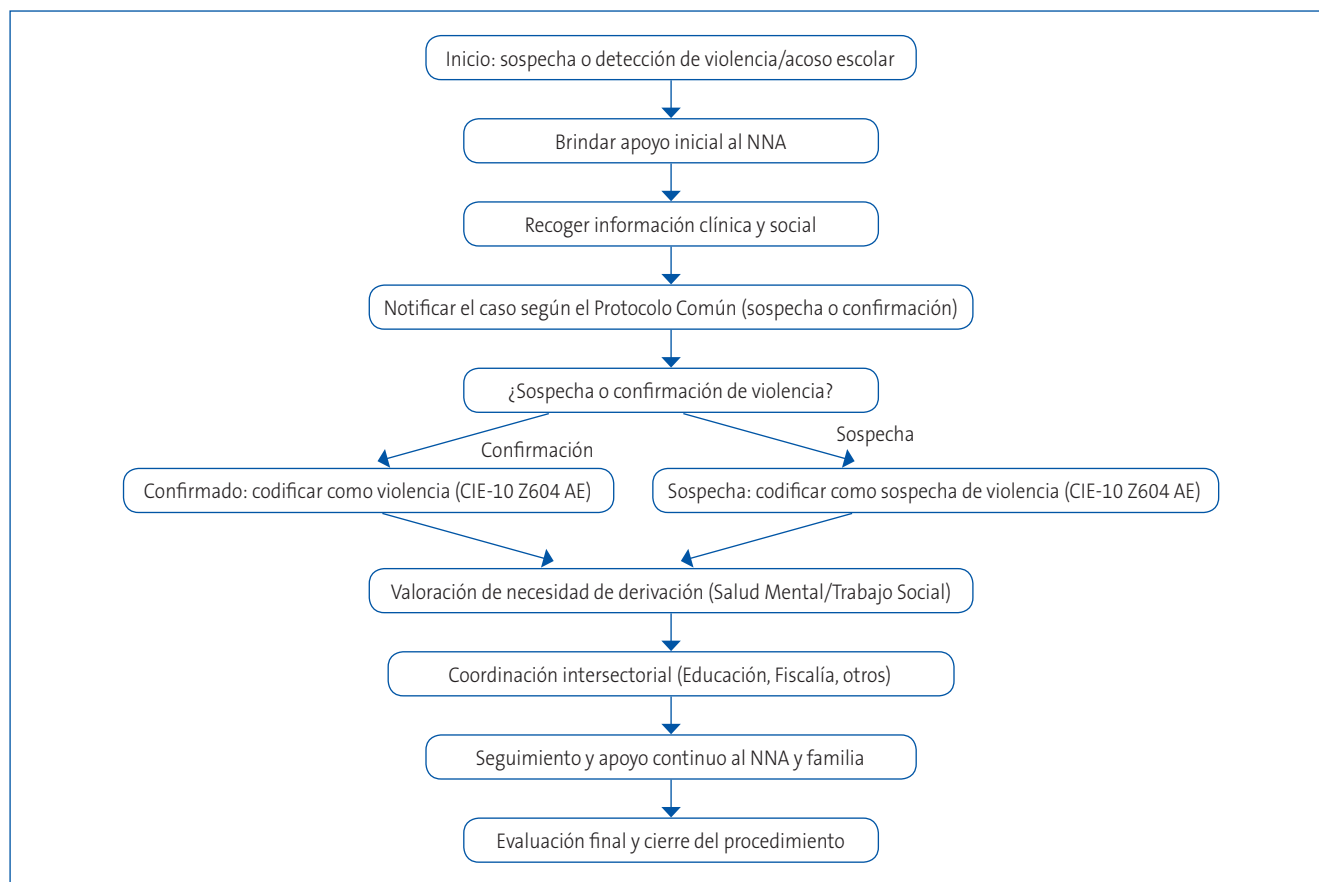 Inicio: sospecha o detección de violencia/acoso escolar
Brindar apoyo inicial al NNA
Recoger información clínica y social
Notificar el caso según el Protocolo Común (sospecha o confirmación)
¿Sospecha o confirmación de violencia?
Confirmación
Sospecha
Confirmado: codificar como violencia (CIE-10 Z604 AE)
Sospecha: codificar como sospecha de violencia (CIE-10 Z604 AE)
Valoración de necesidad de derivación (Salud Mental/Trabajo Social)
Coordinación intersectorial (Educación, Fiscalía, otros)
Seguimiento y apoyo continuo al NNA y familia
Evaluación final y cierre del procedimiento